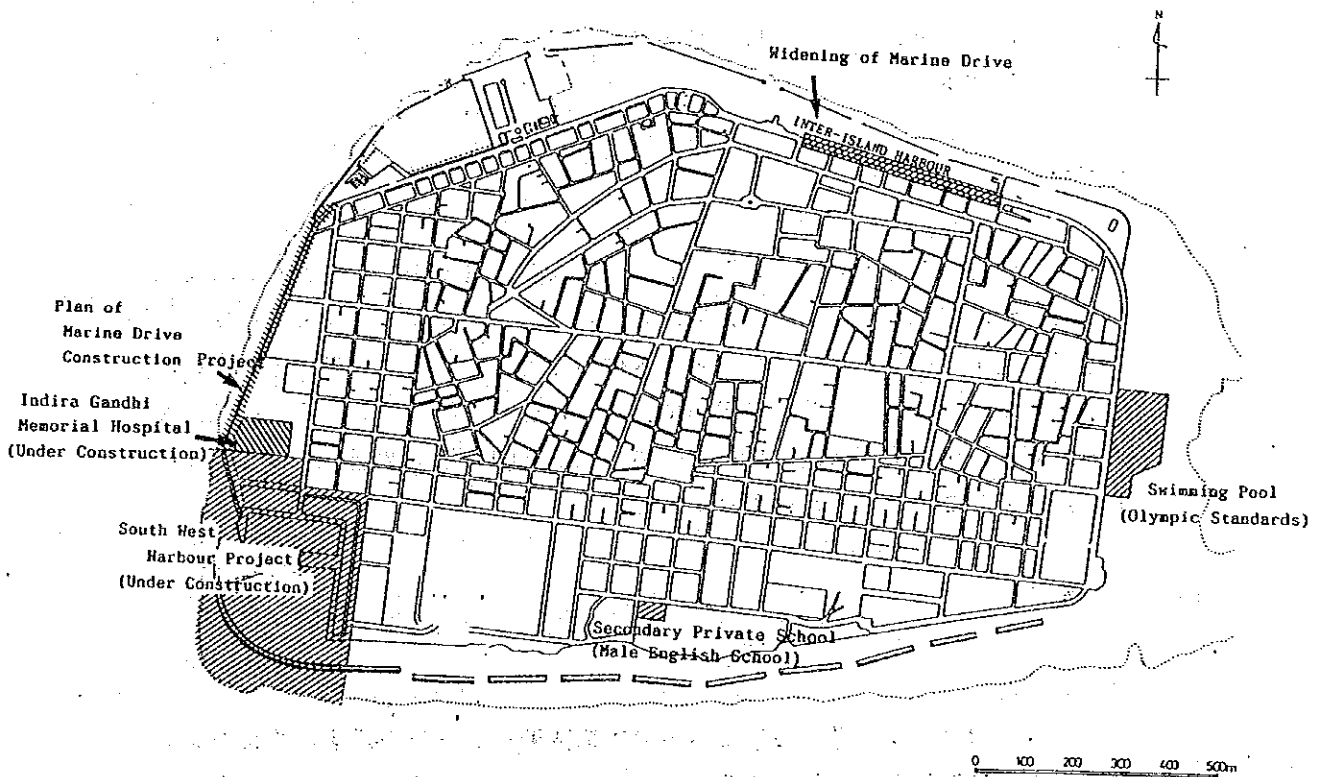 N
Widening of Marine Drive
INTER-ISLAND HARBOUR
Plan of
Marine Drive
Construction Project
Indira Gandhi
Memorial Hospital
(Under Construction)
South West
Harbour Project
(Under Construction)
Swimming Pool
(Olympic Standards)
Secondary Private School
(Male English School)
0 100 200 300 400 500m